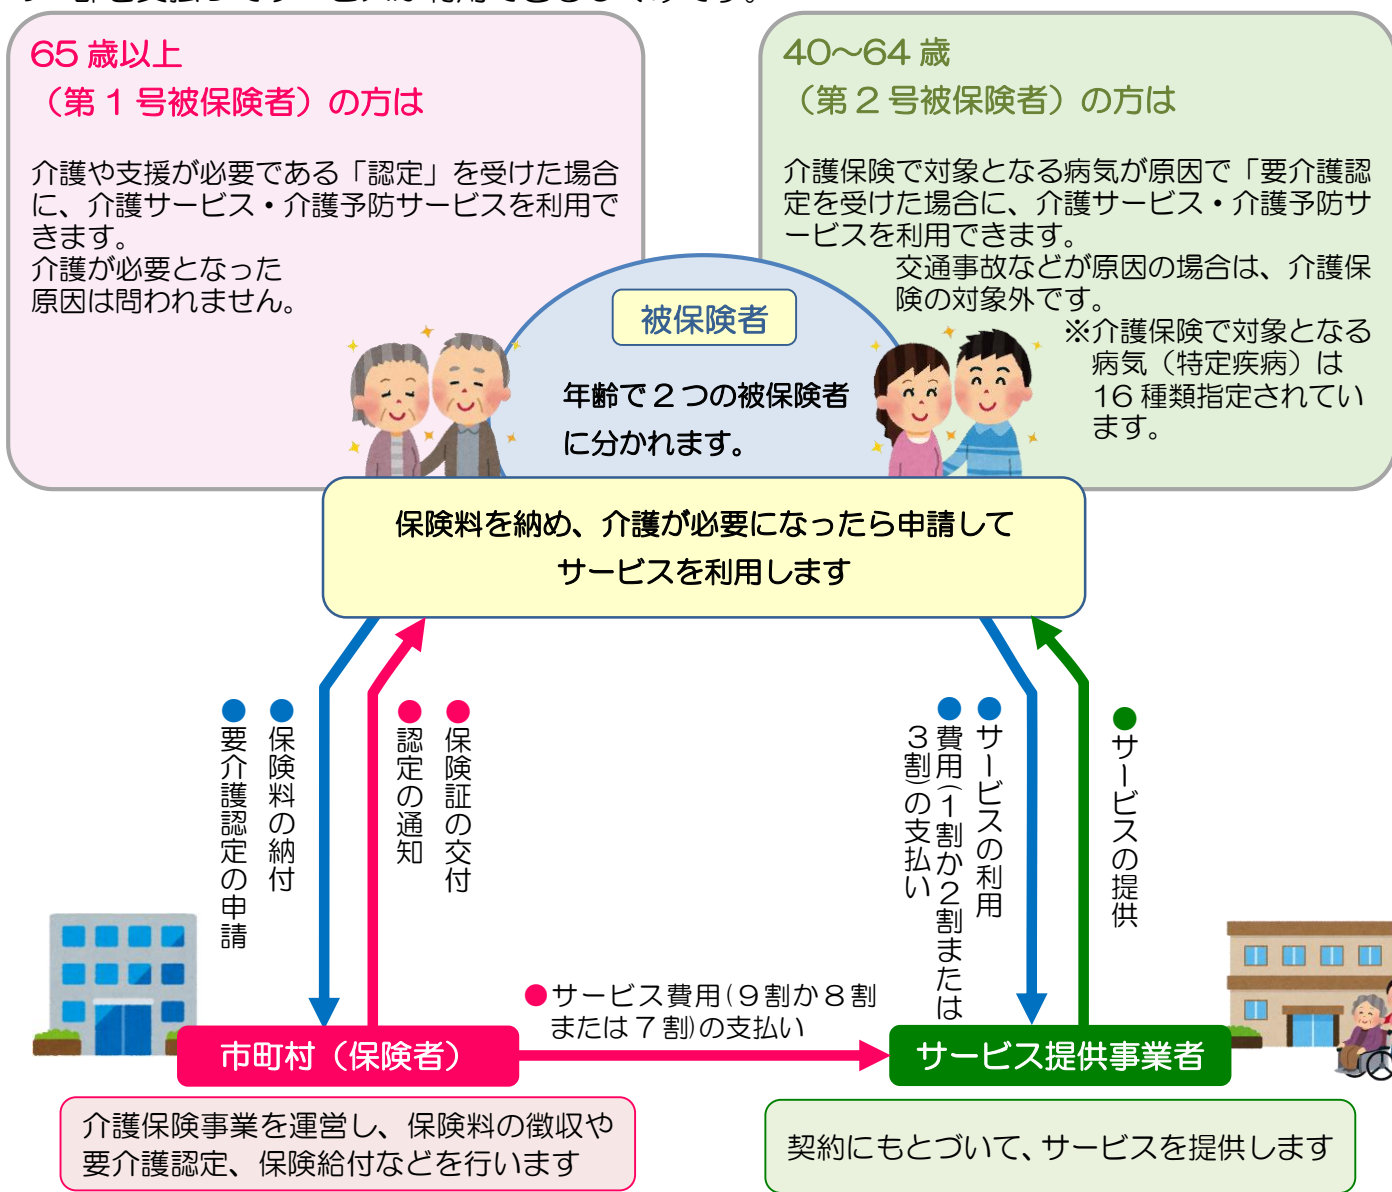 65歳以上
（第１号被保険者）の方は
介護や支援が必要である「認定」を受けた場合
に、介護サービス・介護予防サービスを利用で
きます。
介護が必要となった
原因は問われません。
40～64歳
（第２号被保険者）の方は
介護保険で対象となる病気が原因で「要介護認
定を受けた場合に、介護サービス・介護予防サ
ービスを利用できます。
交通事故などが原因の場合は、介護保
険の対象外です。
※介護保険で対象となる
病気（特定疾病）は
16種類指定されてい
ます。
被保険者
年齢で２つの被保険者
に分かれます。
保険料を納め、介護が必要になったら申請して
サービスを利用します
●要介護認定の申請
●保険料の納付
●認定の通知
●保険証の交付
●サービスの利用
●費用(１割か２割または
３割)の支払い
●サービスの提供
●サービス費用(９割か８割
または７割)の支払い
市町村（保険者）
サービス提供事業者
介護保険事業を運営し、保険料の徴収や
要介護認定、保険給付などを行います
契約にもとづいて、サービスを提供します